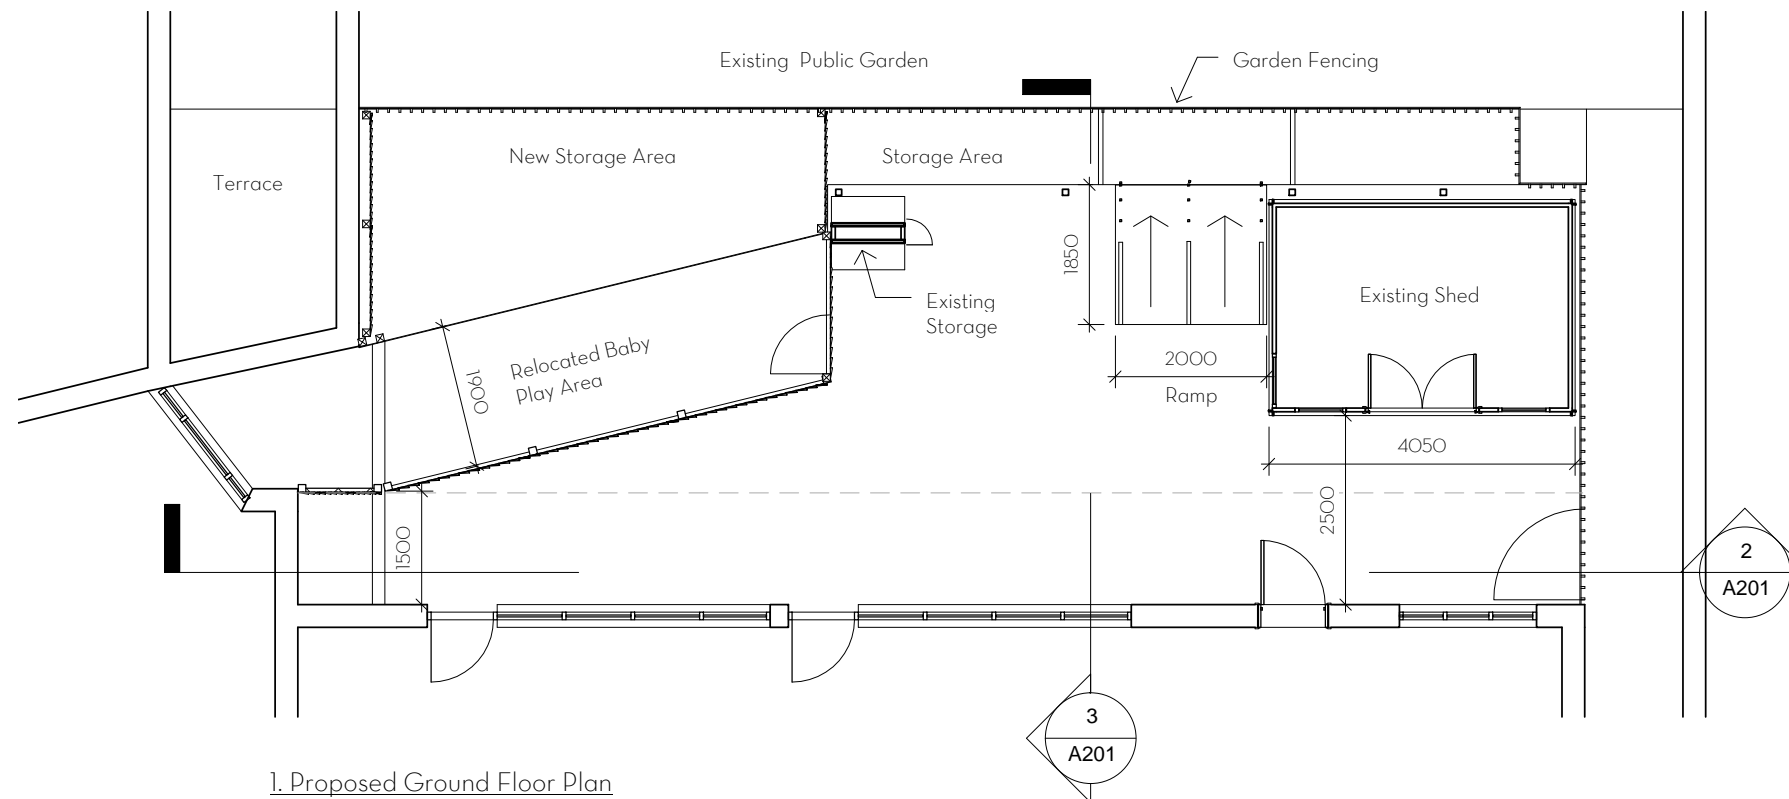 Existing Public Garden
Garden Fencing
New Storage Area
Storage Area
Terrace
1850
Existing
Storage
Existing Shed
Relocated Baby
Play Area
1900
2000
Ramp
4050
2500
1500
2
A201
3
A201
1. Proposed Ground Floor Plan